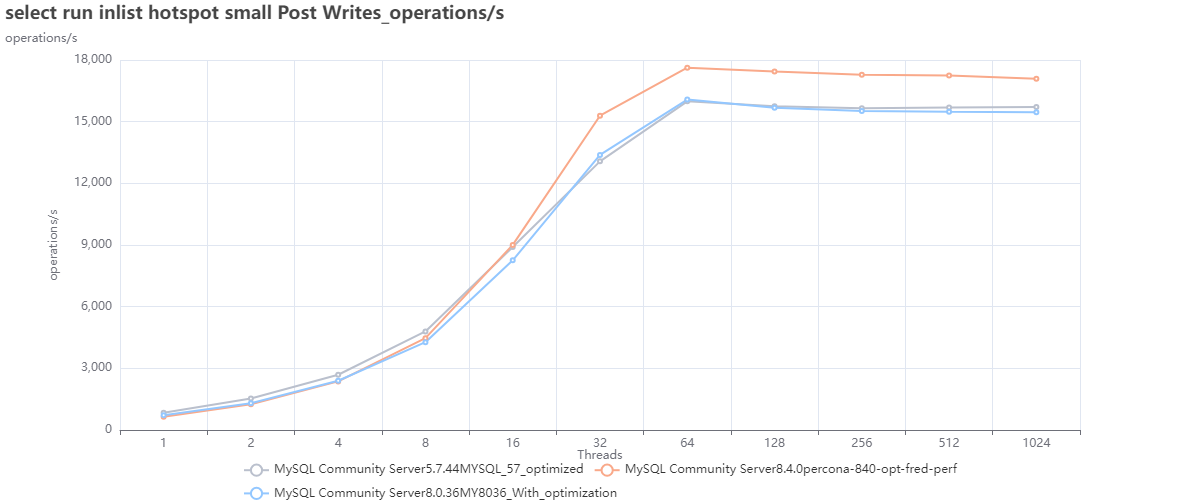 select run inlist hotspot small Post Writes_operations/s
operations/s
18,000
15,000
12,000
9,000
6,000
3,000
0
operations/s
1 2 4 8 16 32 64 128 256 512 1024
Threads
MySQL Community Server5.7.44MYSQL_57_optimized MySQL Community Server8.4.0percona-840-opt-fred-perf
MySQL Community Server8.0.36MY8036_With_optimization